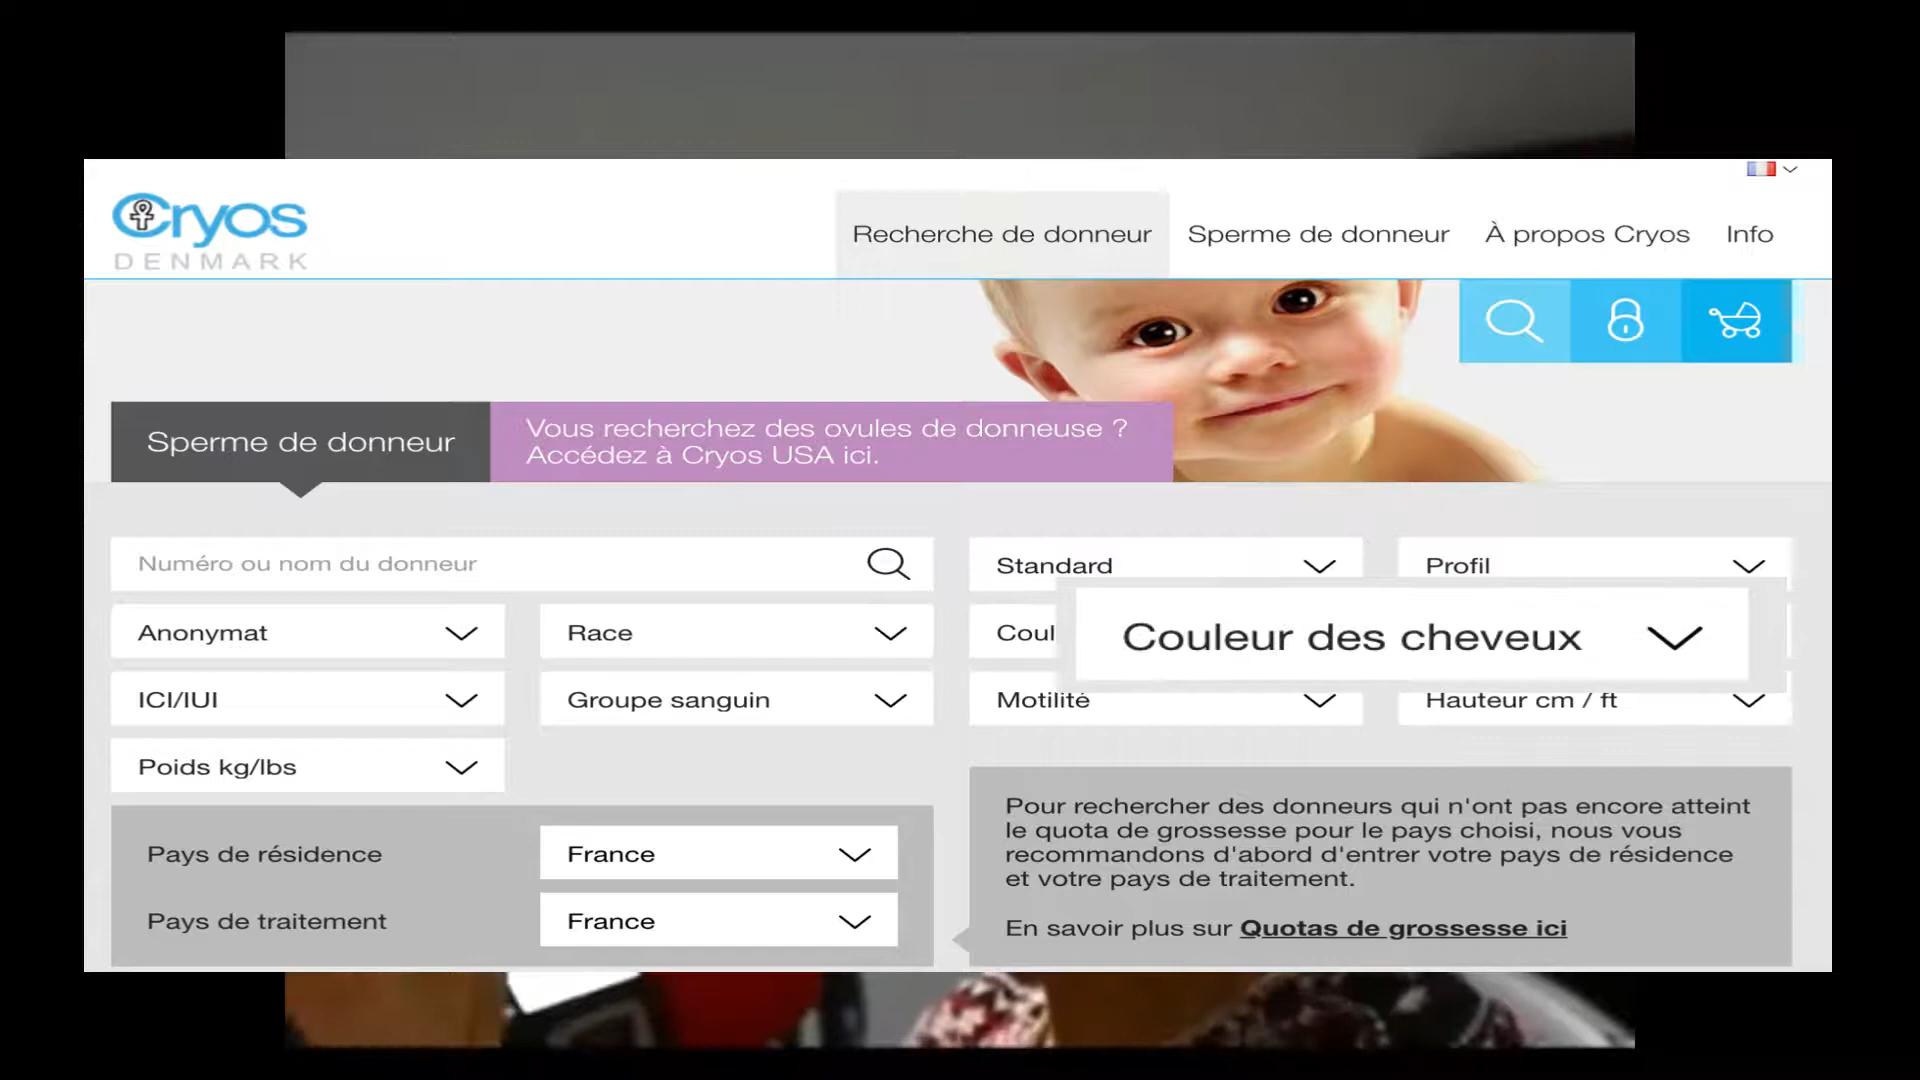 Cryos
DENMARK
Recherche de donneur
Sperme de donneur
À propos Cryos
Info
Sperme de donneur
Vous recherchez des ovules de donneuse ?
Accédez à Cryos USA ici.
Numéro ou nom du donneur
Standard
Profil
Anonymat
Race
Coul
Couleur des cheveux
ICI/IUI
Groupe sanguin
Motilité
Hauteur cm / ft
Poids kg/lbs
Pays de résidence
France
Pays de traitement
France
Pour rechercher des donneurs qui n'ont pas encore atteint
le quota de grossesse pour le pays choisi, nous vous
recommandons d'abord d'entrer votre pays de résidence
et votre pays de traitement.
En savoir plus sur Quotas de grossesse ici